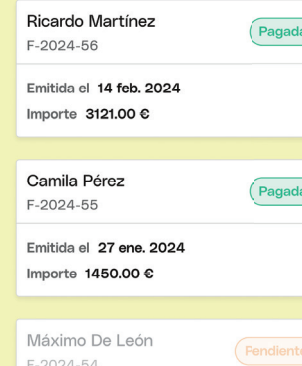 Ricardo Martínez
Pagada
F-2024-56
Emitida el 14 feb. 2024
Importe 3121.00 €
Camila Pérez
Pagada
F-2024-55
Emitida el 27 ene. 2024
Importe 1450.00 €
Máximo De León
Pendiente
F-2024-54